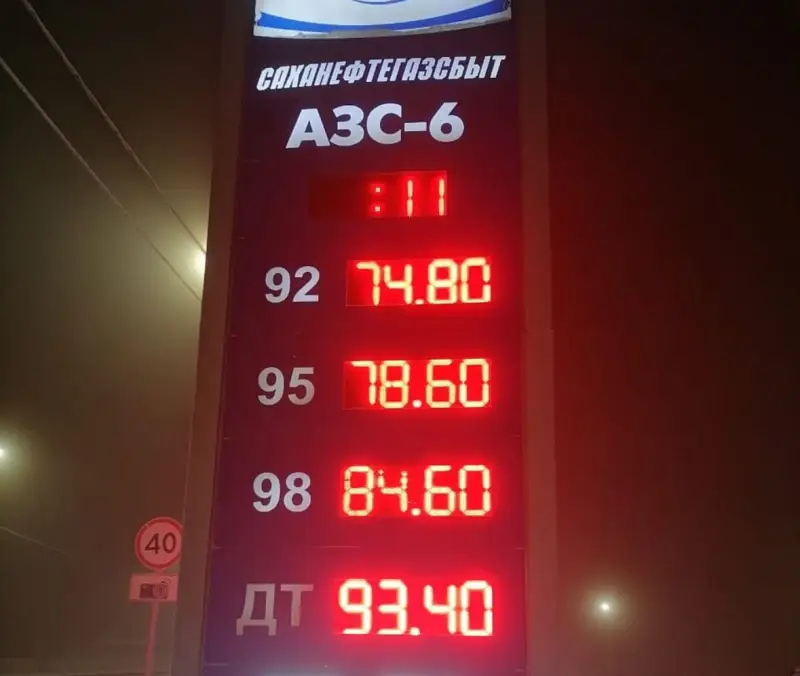 САХАНЕФТЕГАЗСБЫТ
АЗС-6
:11
92 74.80
95 78.60
98 84.60
ДТ 93.40
40